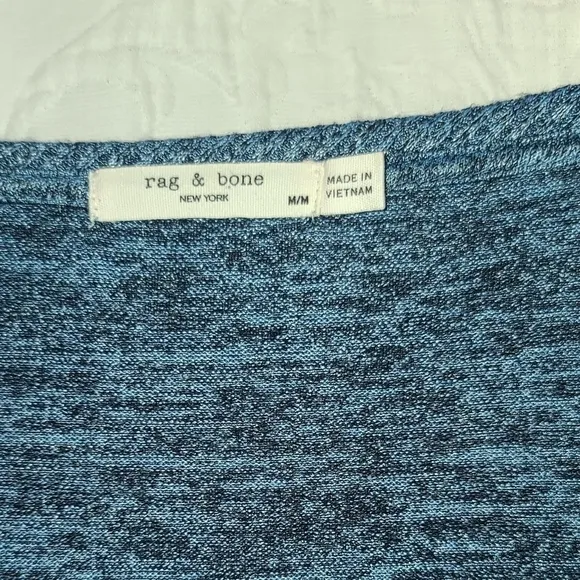 rag & bone
NEW YORK
M/M
MADE IN
VIETNAM